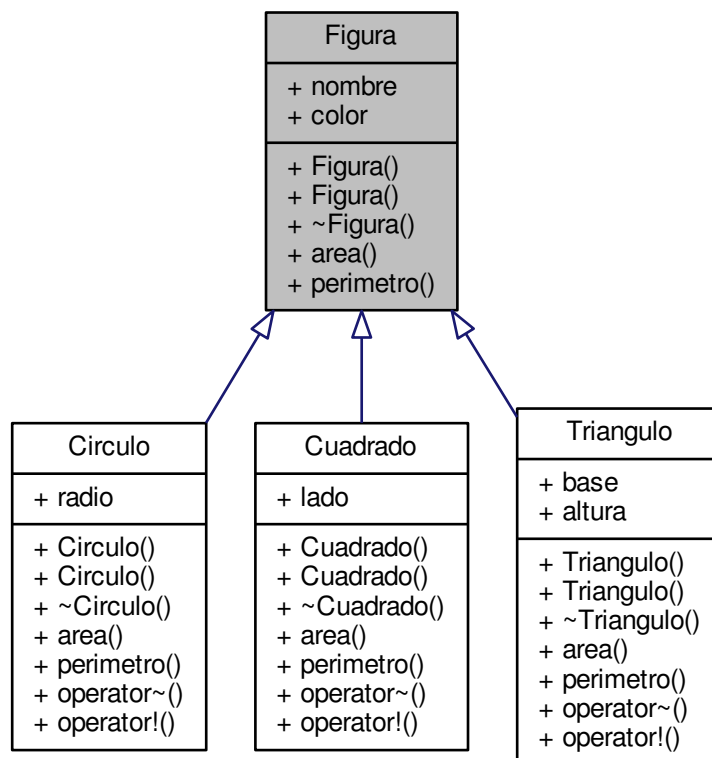 Figura
+ nombre
+ color
+ Figura()
+ Figura()
+ ~Figura()
+ area()
+ perimetro()
Circulo
+ radio
+ Circulo()
+ Circulo()
+ ~Circulo()
+ area()
+ perimetro()
+ operator~()
+ operator!()
Cuadrado
+ lado
+ Cuadrado()
+ Cuadrado()
+ ~Cuadrado()
+ area()
+ perimetro()
+ operator~()
+ operator!()
Triangulo
+ base
+ altura
+ Triangulo()
+ Triangulo()
+ ~Triangulo()
+ area()
+ perimetro()
+ operator~()
+ operator!()